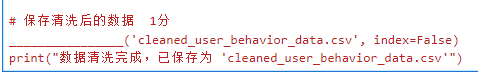 # 保存清洗后的数据  1分
________________('cleaned_user_behavior_data.csv', index=False)
print("数据清洗完成，已保存为 'cleaned_user_behavior_data.csv'")